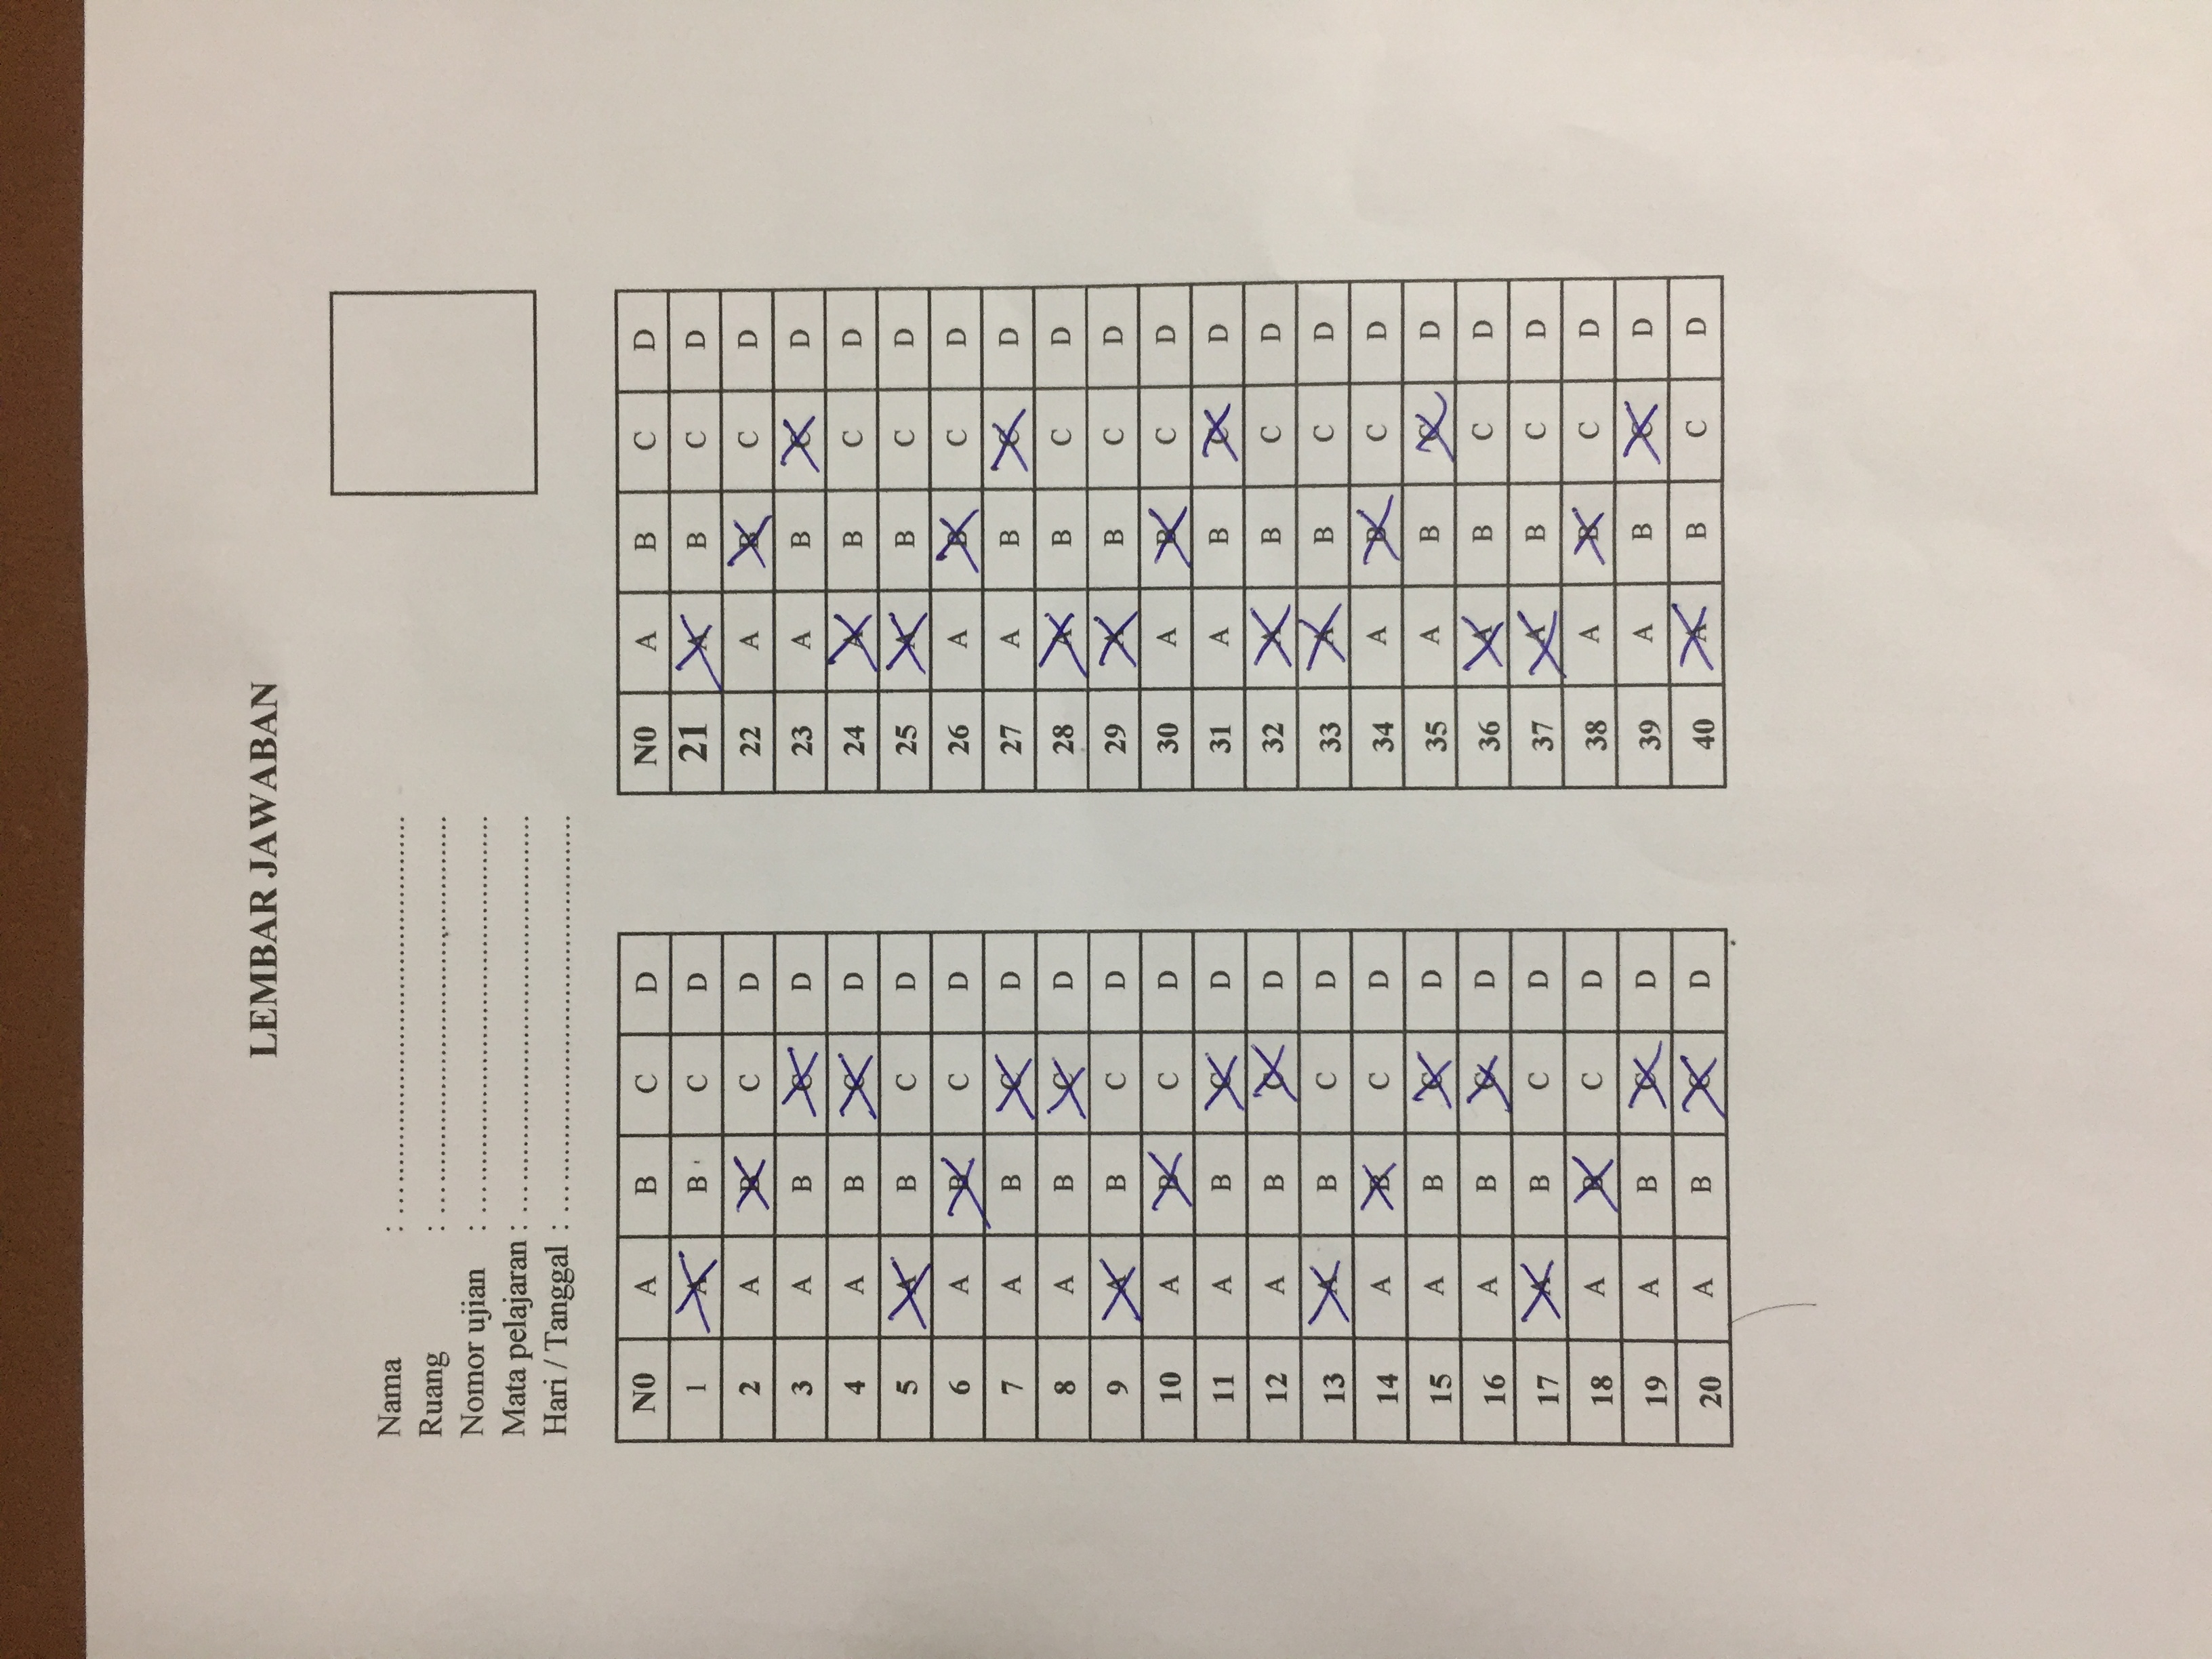 LEMBAR JAWABAN
Nama : ................................................
Ruang : ................................................
Nomor ujian : ................................................
Mata pelajaran : ................................................
Hari / Tanggal : ................................................
N0 A B C D
1 A B C D
2 A B C D
3 A B C D
4 A B C D
5 A B C D
6 A B C D
7 A B C D
8 A B C D
9 A B C D
10 A B C D
11 A B C D
12 A B C D
13 A B C D
14 A B C D
15 A B C D
16 A B C D
17 A B C D
18 A B C D
19 A B C D
20 A B C D
N0 A B C D
21 A B C D
22 A B C D
23 A B C D
24 A B C D
25 A B C D
26 A B C D
27 A B C D
28 A B C D
29 A B C D
30 A B C D
31 A B C D
32 A B C D
33 A B C D
34 A B C D
35 A B C D
36 A B C D
37 A B C D
38 A B C D
39 A B C D
40 A B C D